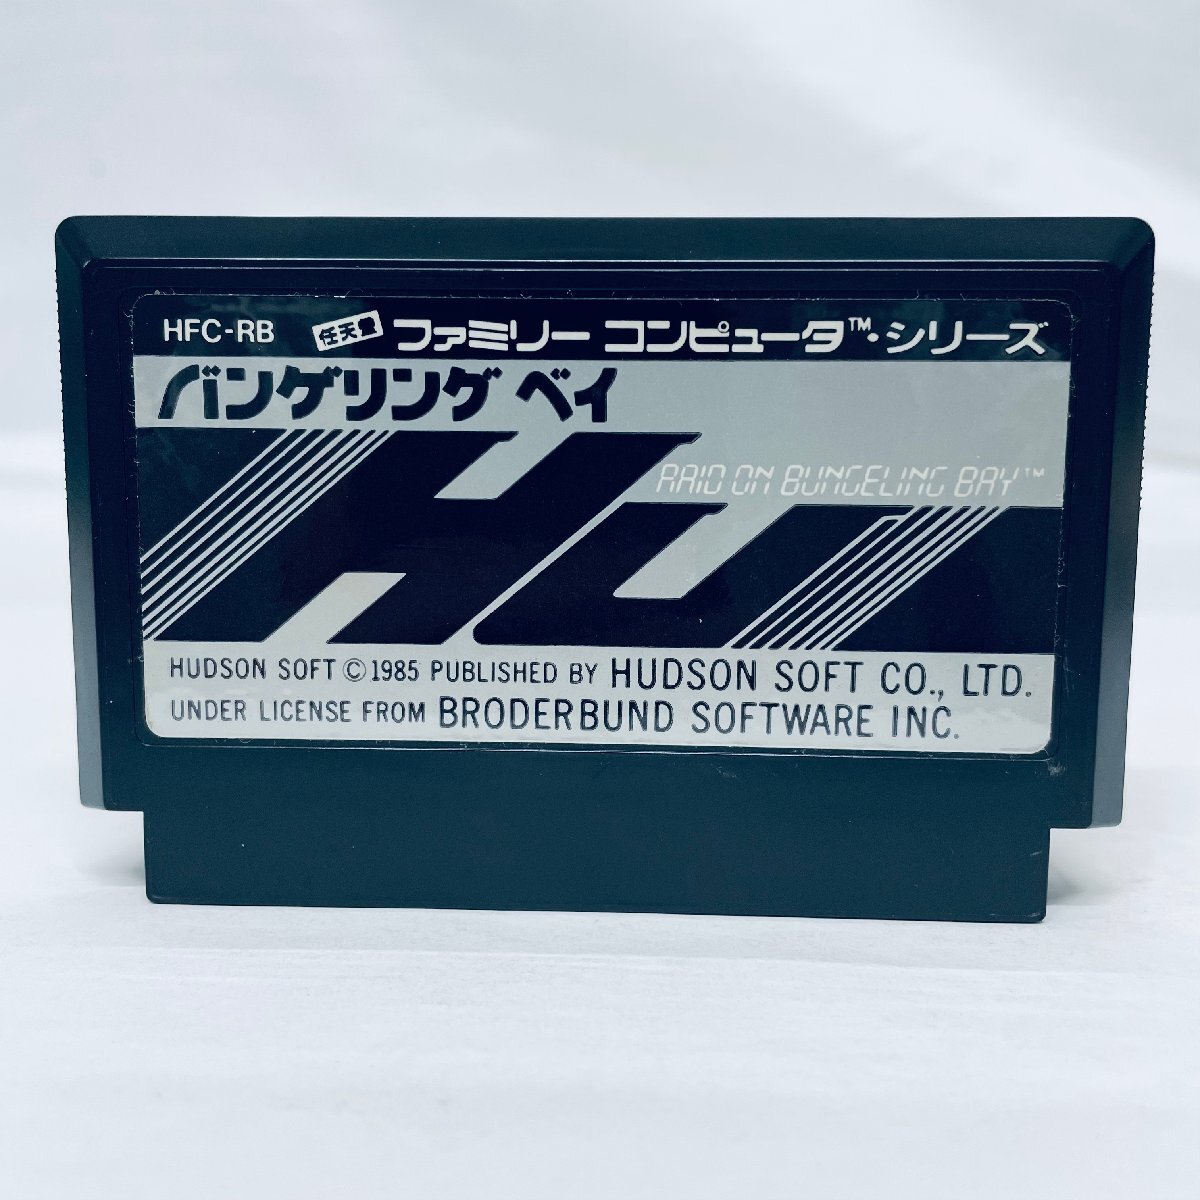 HFC-RB 任天堂 ファミリー コンピュータ™・シリーズ
バンゲリング ベイ
HU
RAID ON BUNGELING BAY™
HUDSON SOFT © 1985 PUBLISHED BY HUDSON SOFT CO., LTD.
UNDER LICENSE FROM BRODERBUND SOFTWARE INC.